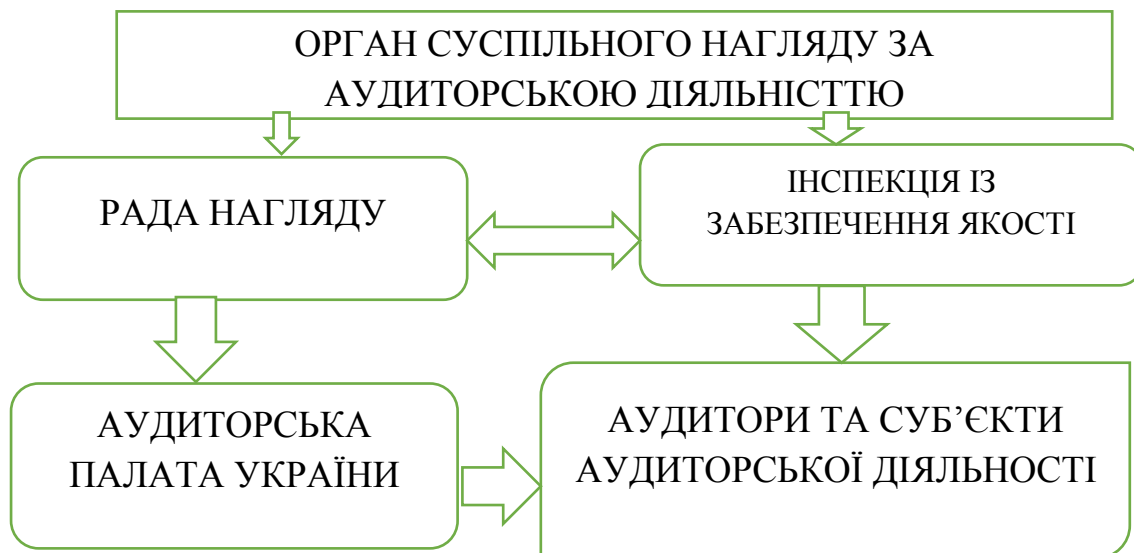 ОРГАН СУСПІЛЬНОГО НАГЛЯДУ ЗА
АУДИТОРСЬКОЮ ДІЯЛЬНІСТТЮ
РАДА НАГЛЯДУ
ІНСПЕКЦІЯ ІЗ
ЗАБЕЗПЕЧЕННЯ ЯКОСТІ
АУДИТОРСЬКА
ПАЛАТА УКРАЇНИ
АУДИТОРИ ТА СУБ’ЄКТИ
АУДИТОРСЬКОЇ ДІЯЛЬНОСТІ